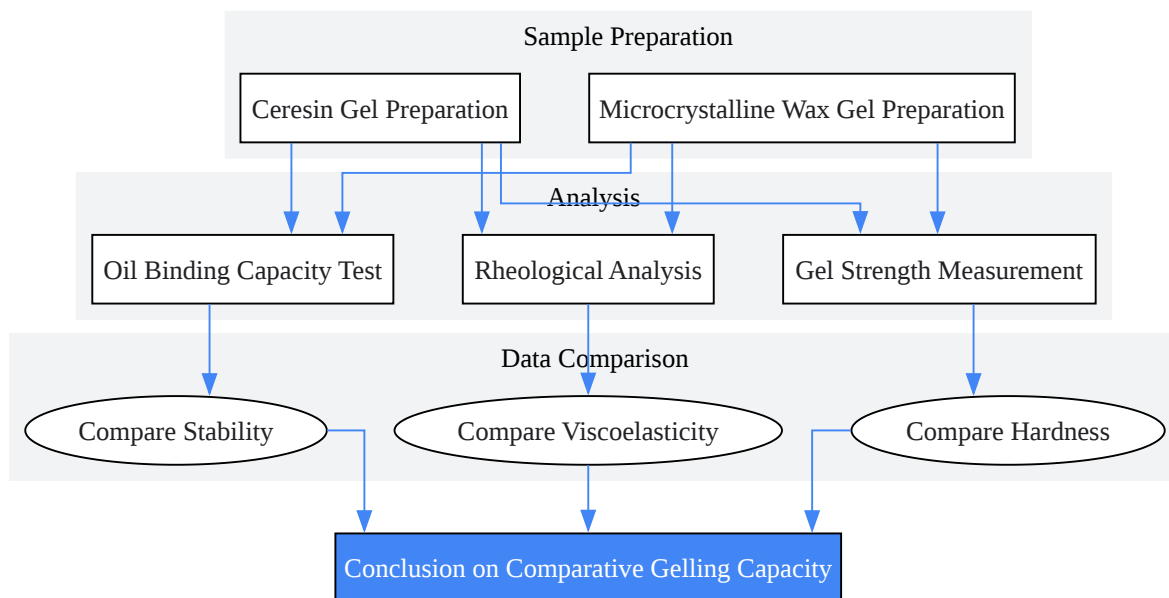 Sample Preparation
Ceresin Gel Preparation
Microcrystalline Wax Gel Preparation
Analysis
Oil Binding Capacity Test
Rheological Analysis
Gel Strength Measurement
Data Comparison
Compare Stability
Compare Viscoelasticity
Compare Hardness
Conclusion on Comparative Gelling Capacity